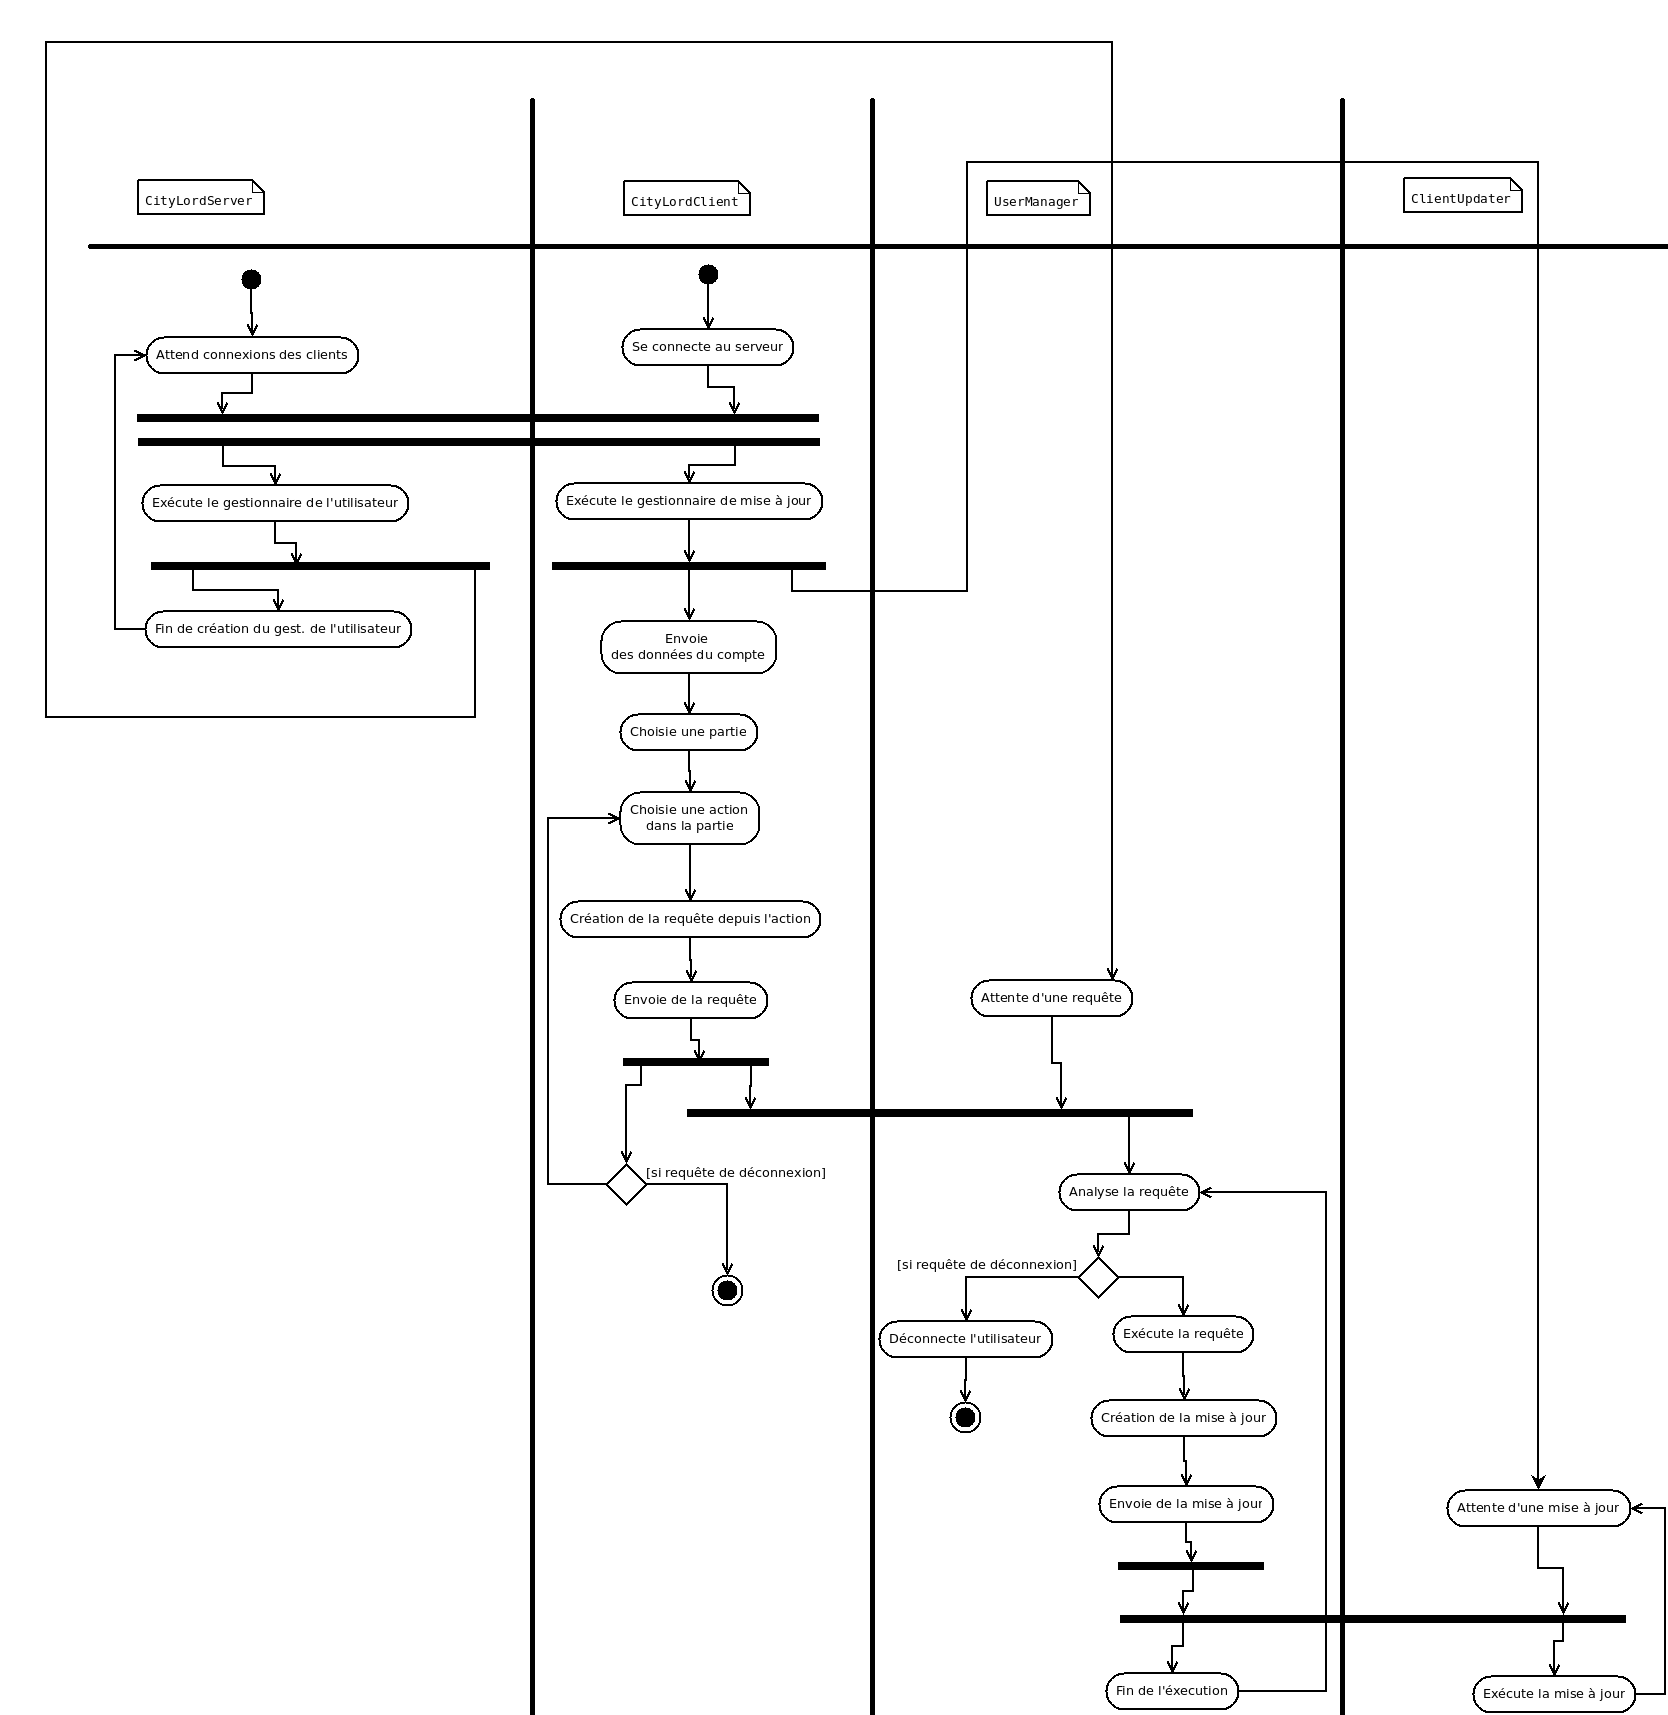 CityLordServer
CityLordClient
UserManager
ClientUpdater
Attend connexions des clients
Se connecte au serveur
Exécute le gestionnaire de l'utilisateur
Exécute le gestionnaire de mise à jour
Fin de création du gest. de l'utilisateur
Envoie
des données du compte
Choisie une partie
Choisie une action
dans la partie
Création de la requête depuis l'action
Envoie de la requête
Attente d'une requête
[si requête de déconnexion]
Analyse la requête
[si requête de déconnexion]
Déconnecte l'utilisateur
Exécute la requête
Création de la mise à jour
Envoie de la mise à jour
Attente d'une mise à jour
Fin de l'éxecution
Exécute la mise à jour